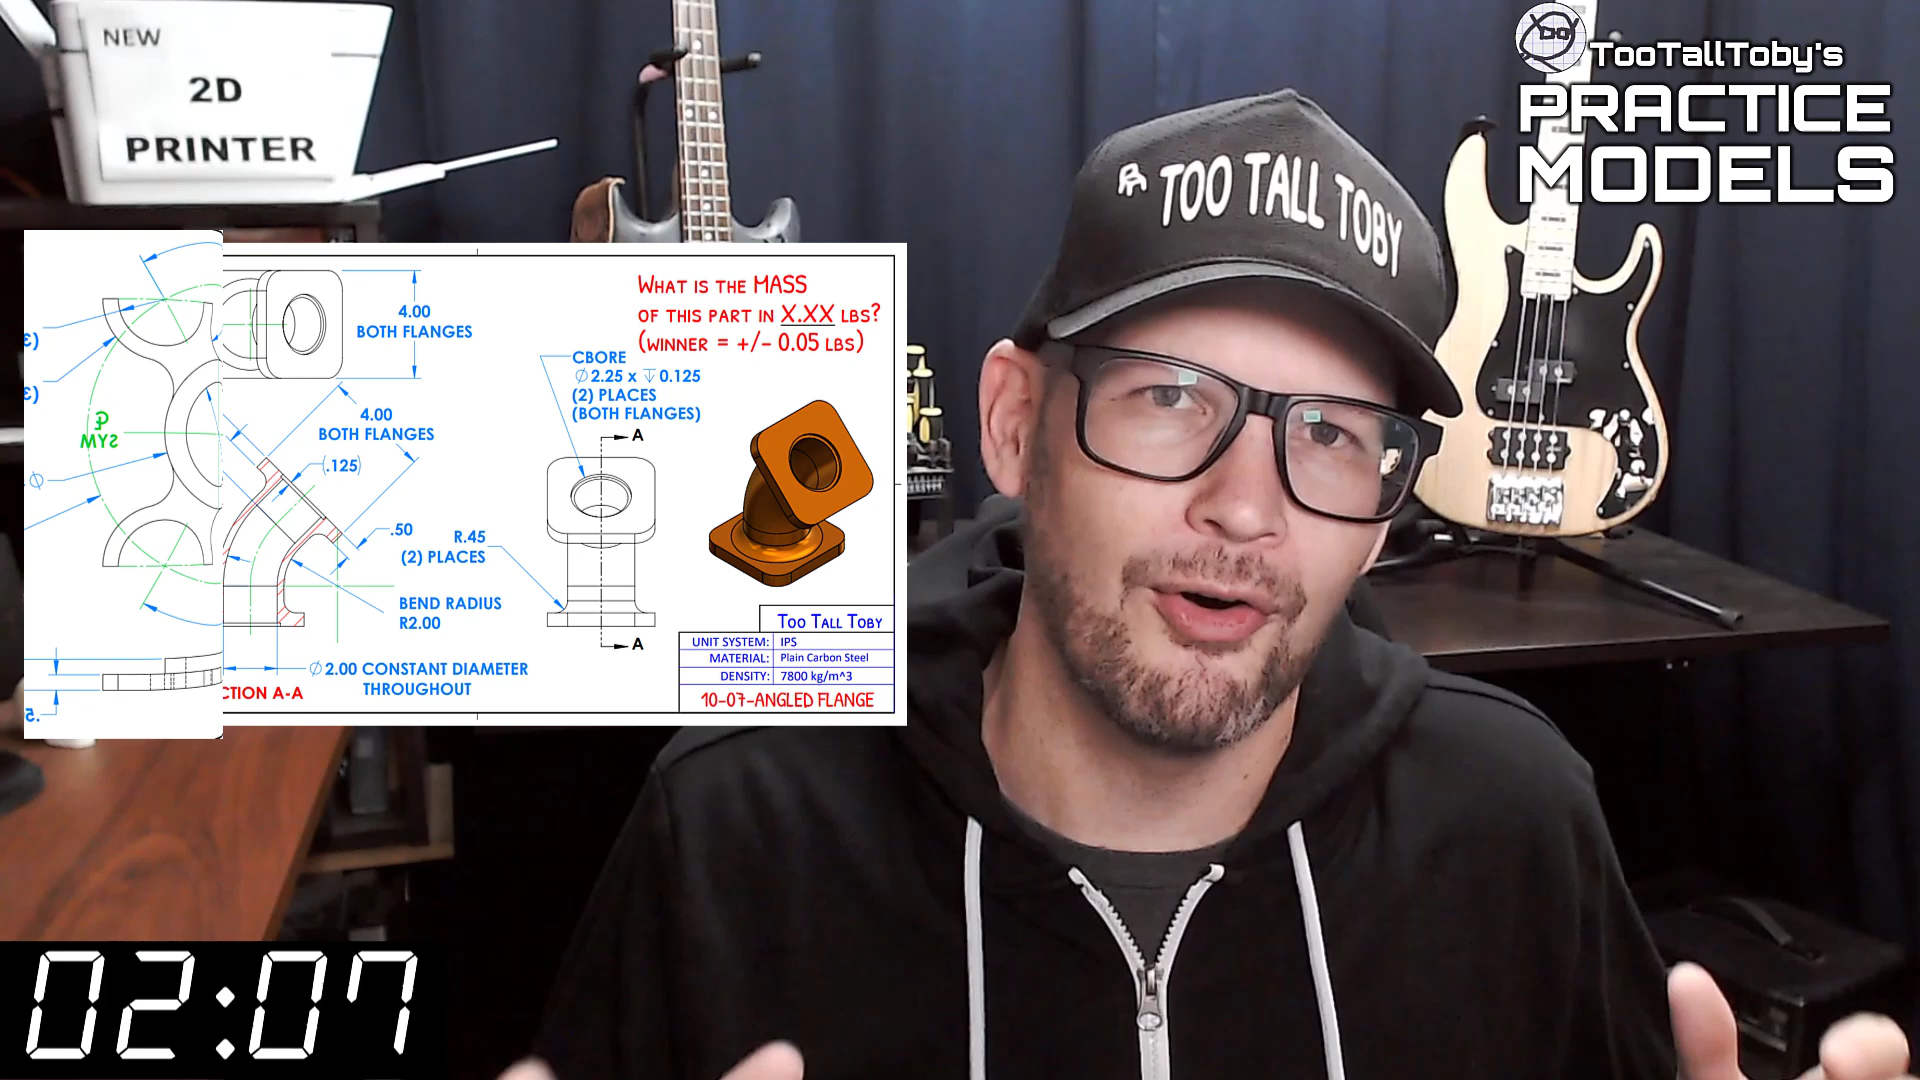 NEW
2D
PRINTER
TooTallToby's
PRACTICE
MODELS
TOO TALL TOBY
WHAT IS THE MASS
OF THIS PART IN X.XX LBS?
(WINNER = +/- 0.05 LBS)
4.00
BOTH FLANGES
CBORE
∅2.25 x ↧0.125
(2) PLACES
(BOTH FLANGES)
A
4.00
BOTH FLANGES
(.125)
℄
SYM
∅
.50
R.45
(2) PLACES
BEND RADIUS
R2.00
A
∅2.00 CONSTANT DIAMETER
THROUGHOUT
CTION A-A
.5
TOO TALL TOBY
UNIT SYSTEM: IPS
MATERIAL: Plain Carbon Steel
DENSITY: 7800 kg/m^3
10-07-ANGLED FLANGE
02:07